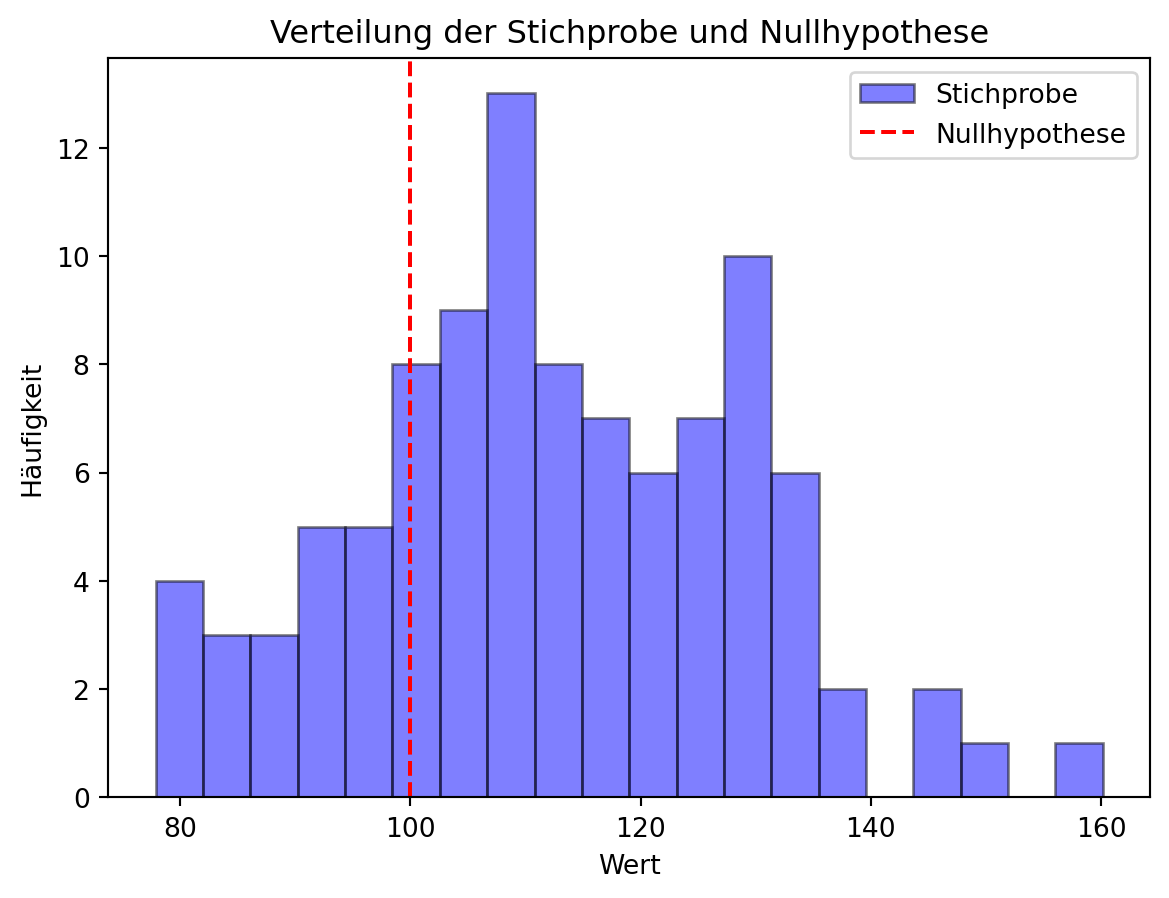 Verteilung der Stichprobe und Nullhypothese
Stichprobe
Nullhypothese
Häufigkeit
12
10
8
6
4
2
0
80 100 120 140 160
Wert